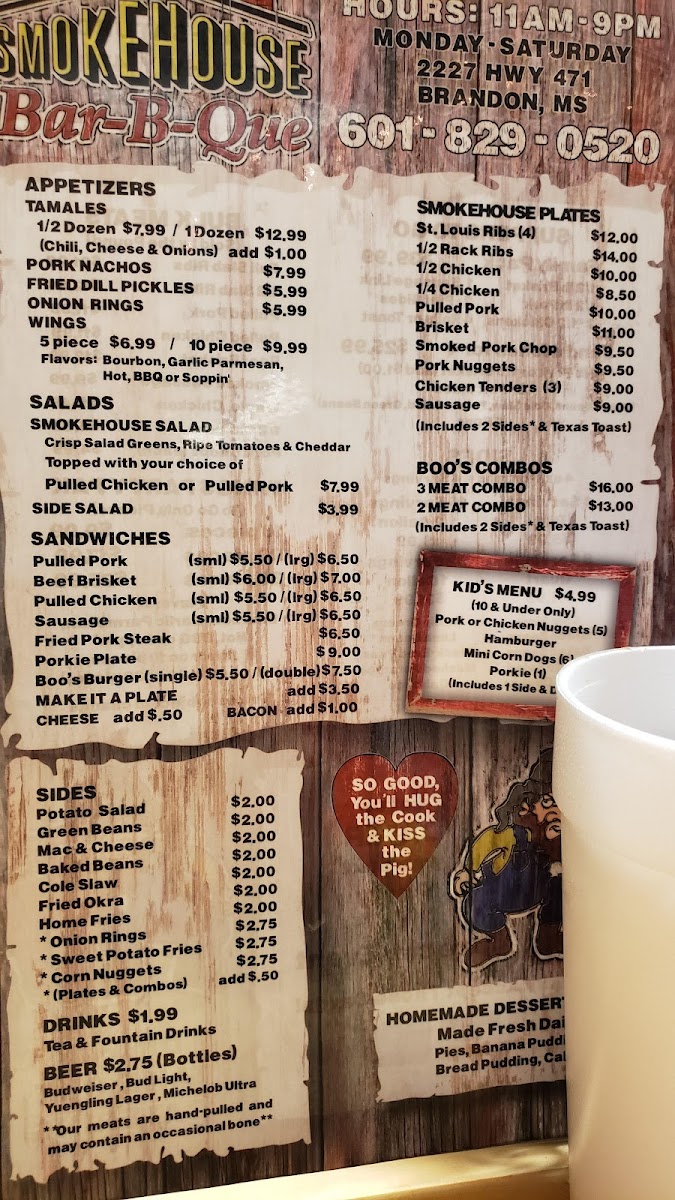 SMOKEHOUSE
Bar-B-Que
HOURS: 11AM-9PM
MONDAY - SATURDAY
2227 HWY 471
BRANDON, MS
601-829-0520
APPETIZERS
TAMALES
1/2 Dozen $7.99 / 1 Dozen $12.99
(Chili, Cheese & Onions) add $1.00
PORK NACHOS $7.99
FRIED DILL PICKLES $5.99
ONION RINGS $5.99
WINGS
5 piece $6.99 / 10 piece $9.99
Flavors: Bourbon, Garlic Parmesan,
Hot, BBQ or Soppin'
SALADS
SMOKEHOUSE SALAD
Crisp Salad Greens, Ripe Tomatoes & Cheddar
Topped with your choice of
Pulled Chicken or Pulled Pork $7.99
SIDE SALAD $3.99
SANDWICHES
Pulled Pork (sml) $5.50 / (lrg) $6.50
Beef Brisket (sml) $6.00 / (lrg) $7.00
Pulled Chicken (sml) $5.50 / (lrg) $6.50
Sausage (sml) $5.50 / (lrg) $6.50
Fried Pork Steak $6.50
Porkie Plate $9.00
Boo's Burger (single) $5.50 / (double) $7.50
MAKE IT A PLATE add $3.50
CHEESE add $.50 BACON add $1.00
SMOKEHOUSE PLATES
St. Louis Ribs (4) $12.00
1/2 Rack Ribs $14.00
1/2 Chicken $10.00
1/4 Chicken $8.50
Pulled Pork $10.00
Brisket $11.00
Smoked Pork Chop $9.50
Pork Nuggets $9.50
Chicken Tenders (3) $9.00
Sausage $9.00
(Includes 2 Sides* & Texas Toast)
BOO'S COMBOS
3 MEAT COMBO $16.00
2 MEAT COMBO $13.00
(Includes 2 Sides* & Texas Toast)
KID'S MENU $4.99
(10 & Under Only)
Pork or Chicken Nuggets (5)
Hamburger
Mini Corn Dogs (6)
Porkie (1)
(Includes 1 Side & D
SIDES
Potato Salad $2.00
Green Beans $2.00
Mac & Cheese $2.00
Baked Beans $2.00
Cole Slaw $2.00
Fried Okra $2.00
Home Fries $2.00
* Onion Rings $2.75
* Sweet Potato Fries $2.75
* Corn Nuggets $2.75
* (Plates & Combos) add $.50
DRINKS $1.99
Tea & Fountain Drinks
BEER $2.75 (Bottles)
Budweiser, Bud Light,
Yuengling Lager, Michelob Ultra
**Our meats are hand-pulled and
may contain an occasional bone**
SO GOOD,
You'll HUG
the Cook
& KISS
the
Pig!
HOMEMADE DESSERT
Made Fresh Dai
Pies, Banana Puddi
Bread Pudding, Ca